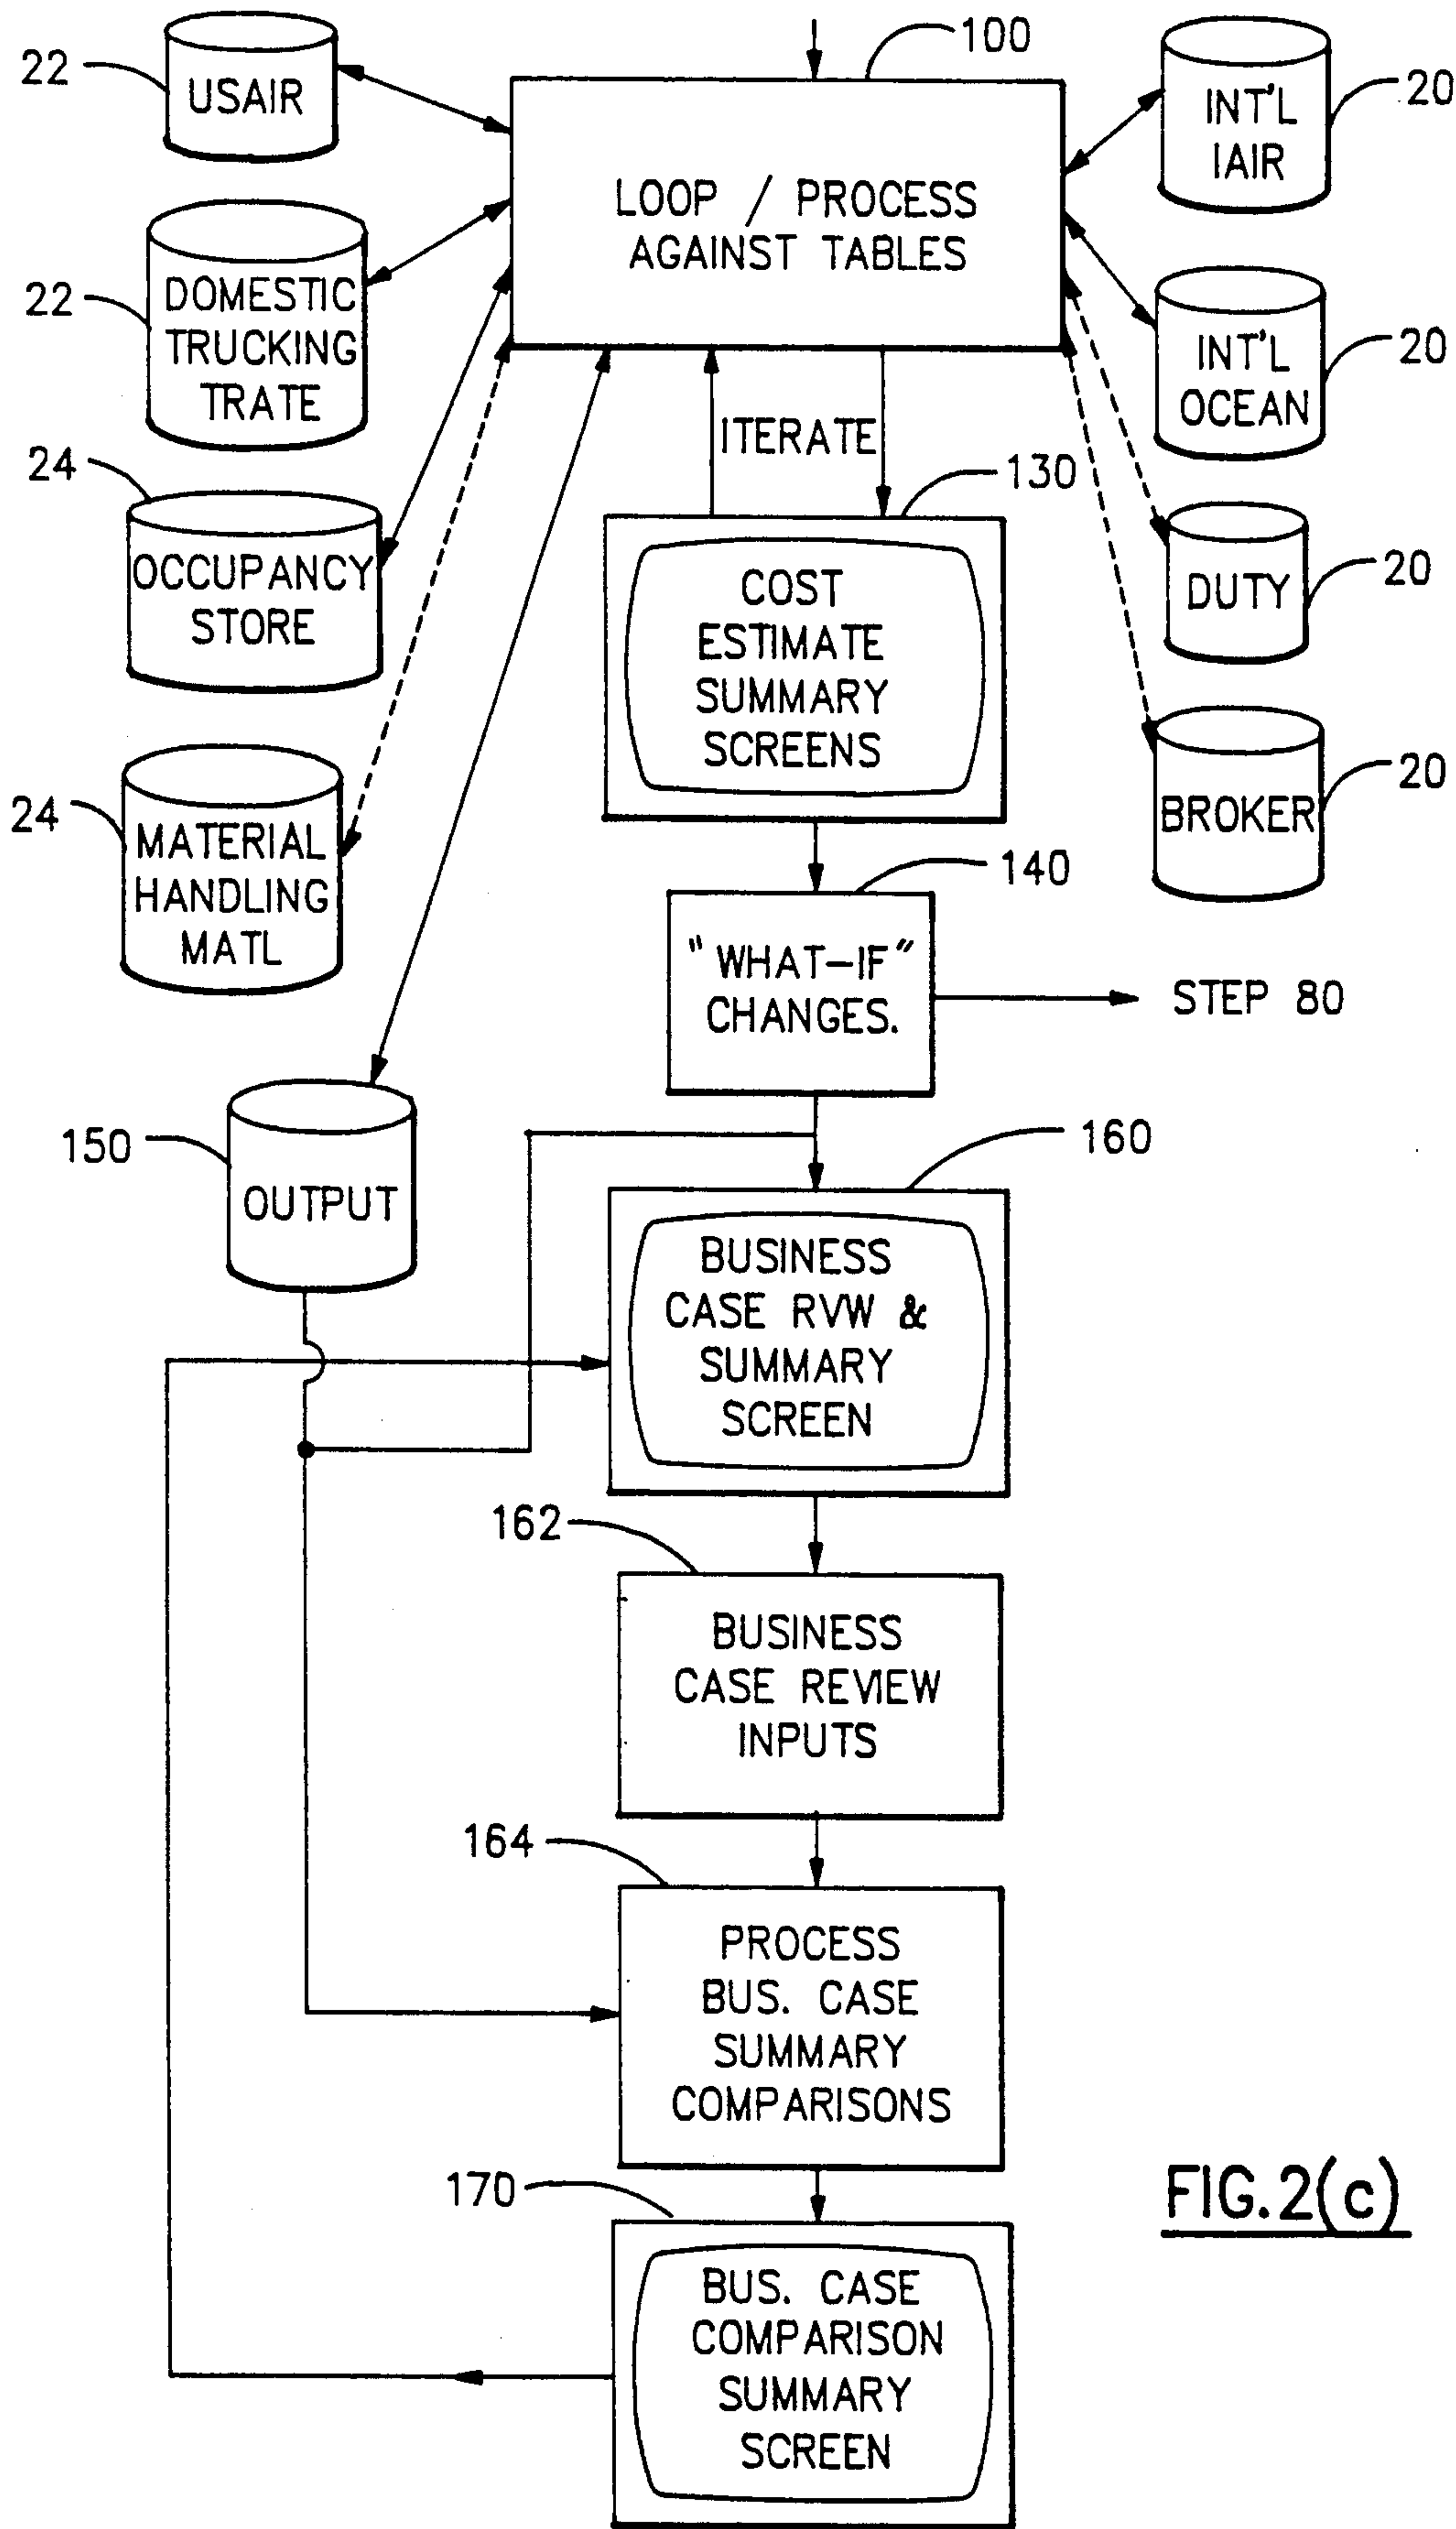 100
22
USAIR
LOOP / PROCESS
AGAINST TABLES
INT'L
IAIR
20
22
DOMESTIC
TRUCKING
TRATE
INT'L
OCEAN
20
ITERATE
24
OCCUPANCY
STORE
130
COST
ESTIMATE
SUMMARY
SCREENS
DUTY
20
24
MATERIAL
HANDLING
MATL
BROKER
20
140
"WHAT-IF"
CHANGES.
STEP 80
150
OUTPUT
160
BUSINESS
CASE RVW &
SUMMARY
SCREEN
162
BUSINESS
CASE REVIEW
INPUTS
164
PROCESS
BUS. CASE
SUMMARY
COMPARISONS
170
BUS. CASE
COMPARISON
SUMMARY
SCREEN
FIG.2(c)